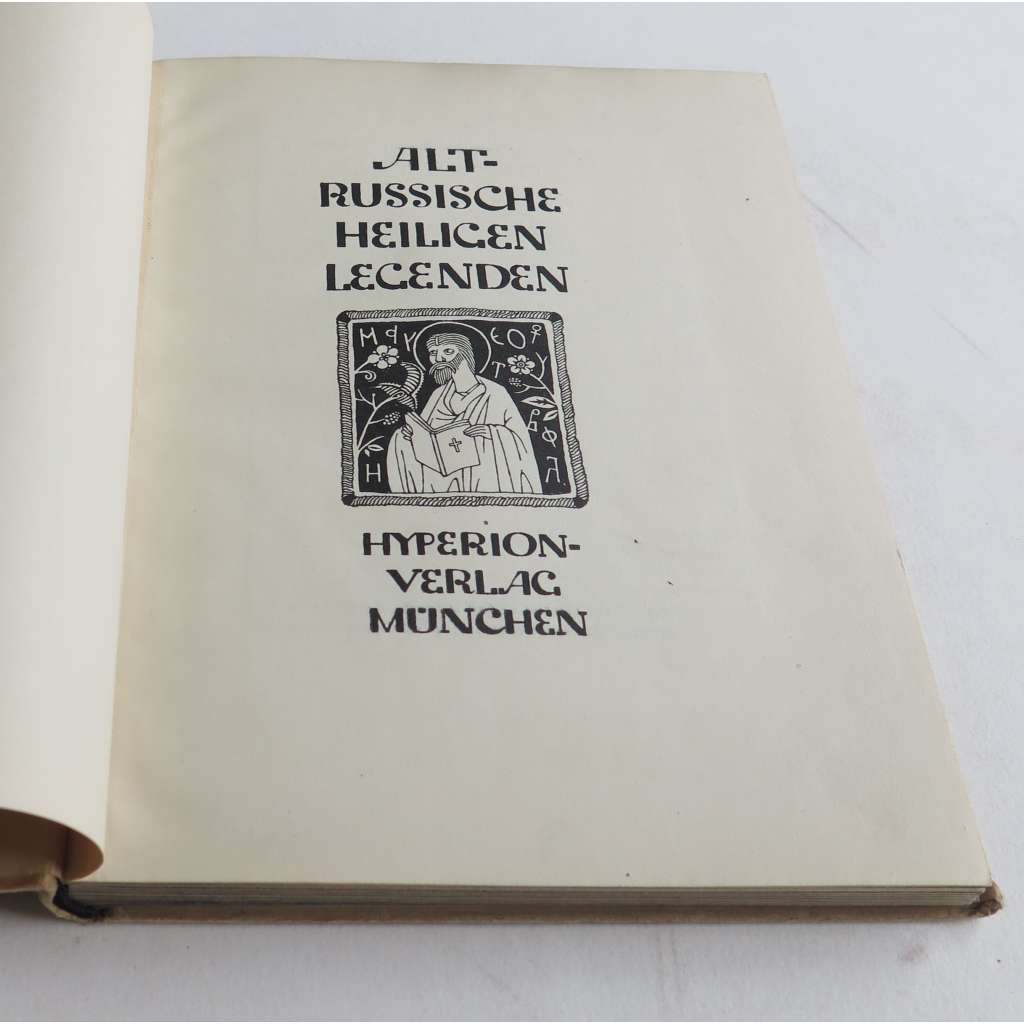 ALT-
RUSSISCHE
HEILIGEN
LEGENDEN
HYPERION-
VERLAG
MÜNCHEN